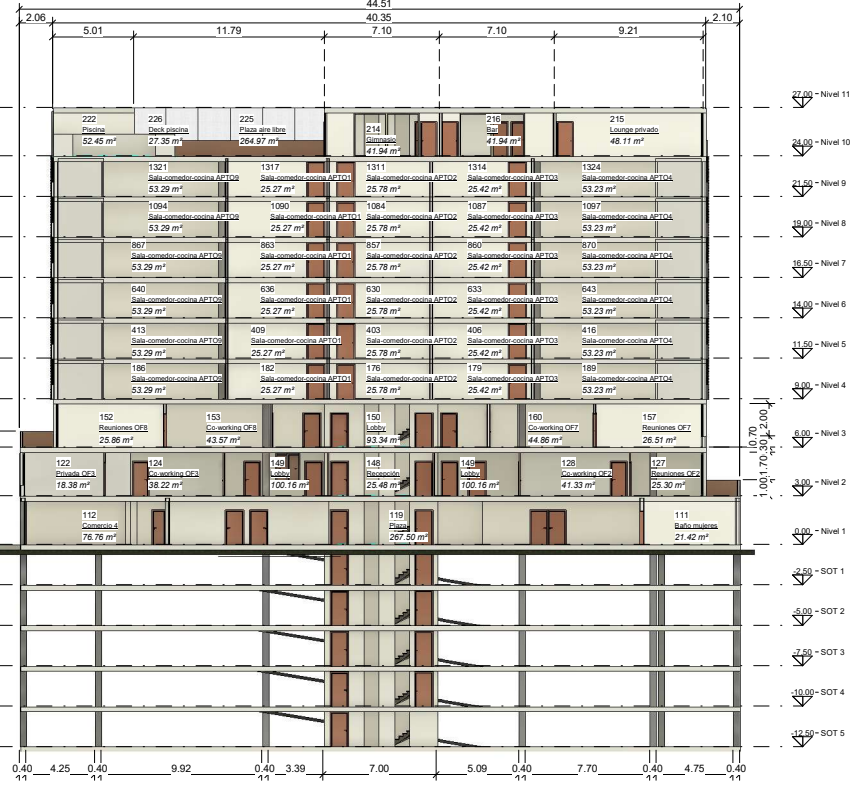 44.51
2.06 40.35 2.10
5.01 11.79 7.10 7.10 9.21
27.00 Nivel 11
222 226 225 214 216 215
Piscina Deck piscina Plaza aire libre Gimnasio Bar Lounge privado
52.45 m² 27.35 m² 264.97 m² 41.94 m² 41.94 m² 48.11 m²
24.00 Nivel 10
1321 1317 1311 1314 1324
Sala-comedor-cocina APTO9 Sala-comedor-cocina APTO1 Sala-comedor-cocina APTO2 Sala-comedor-cocina APTO3 Sala-comedor-cocina APTO4
53.29 m² 25.27 m² 25.78 m² 25.42 m² 53.23 m²
21.50 Nivel 9
1094 1090 1084 1087 1097
Sala-comedor-cocina APTO9 Sala-comedor-cocina APTO1 Sala-comedor-cocina APTO2 Sala-comedor-cocina APTO3 Sala-comedor-cocina APTO4
53.29 m² 25.27 m² 25.78 m² 25.42 m² 53.23 m²
19.00 Nivel 8
867 863 857 860 870
Sala-comedor-cocina APTO9 Sala-comedor-cocina APTO1 Sala-comedor-cocina APTO2 Sala-comedor-cocina APTO3 Sala-comedor-cocina APTO4
53.29 m² 25.27 m² 25.78 m² 25.42 m² 53.23 m²
16.50 Nivel 7
640 636 630 633 643
Sala-comedor-cocina APTO9 Sala-comedor-cocina APTO1 Sala-comedor-cocina APTO2 Sala-comedor-cocina APTO3 Sala-comedor-cocina APTO4
53.29 m² 25.27 m² 25.78 m² 25.42 m² 53.23 m²
14.00 Nivel 6
413 409 403 406 416
Sala-comedor-cocina APTO9 Sala-comedor-cocina APTO1 Sala-comedor-cocina APTO2 Sala-comedor-cocina APTO3 Sala-comedor-cocina APTO4
53.29 m² 25.27 m² 25.78 m² 25.42 m² 53.23 m²
11.50 Nivel 5
186 182 176 179 189
Sala-comedor-cocina APTO9 Sala-comedor-cocina APTO1 Sala-comedor-cocina APTO2 Sala-comedor-cocina APTO3 Sala-comedor-cocina APTO4
53.29 m² 25.27 m² 25.78 m² 25.42 m² 53.23 m²
9.00 Nivel 4
152 153 150 160 157
Reuniones OF8 Co-working OF8 Lobby Co-working OF7 Reuniones OF7
25.86 m² 43.57 m² 93.34 m² 44.86 m² 26.51 m²
6.00 Nivel 3
1.00 1.70 .30 2.00
0.70
122 124 149 148 149 128 127
Privada OF3 Co-working OF3 Lobby Recepción Lobby Co-working OF2 Reuniones OF2
18.38 m² 38.22 m² 100.16 m² 25.48 m² 100.16 m² 41.33 m² 25.30 m²
3.00 Nivel 2
112 119 111
Comercio 4 Plaza Baño mujeres
76.76 m² 267.50 m² 21.42 m²
0.00 Nivel 1
-2.50 SOT 1
-5.00 SOT 2
-7.50 SOT 3
-10.00 SOT 4
-12.50 SOT 5
0.40 4.25 0.40 9.92 0.40 3.39 7.00 5.09 0.40 7.70 0.40 4.75 0.40